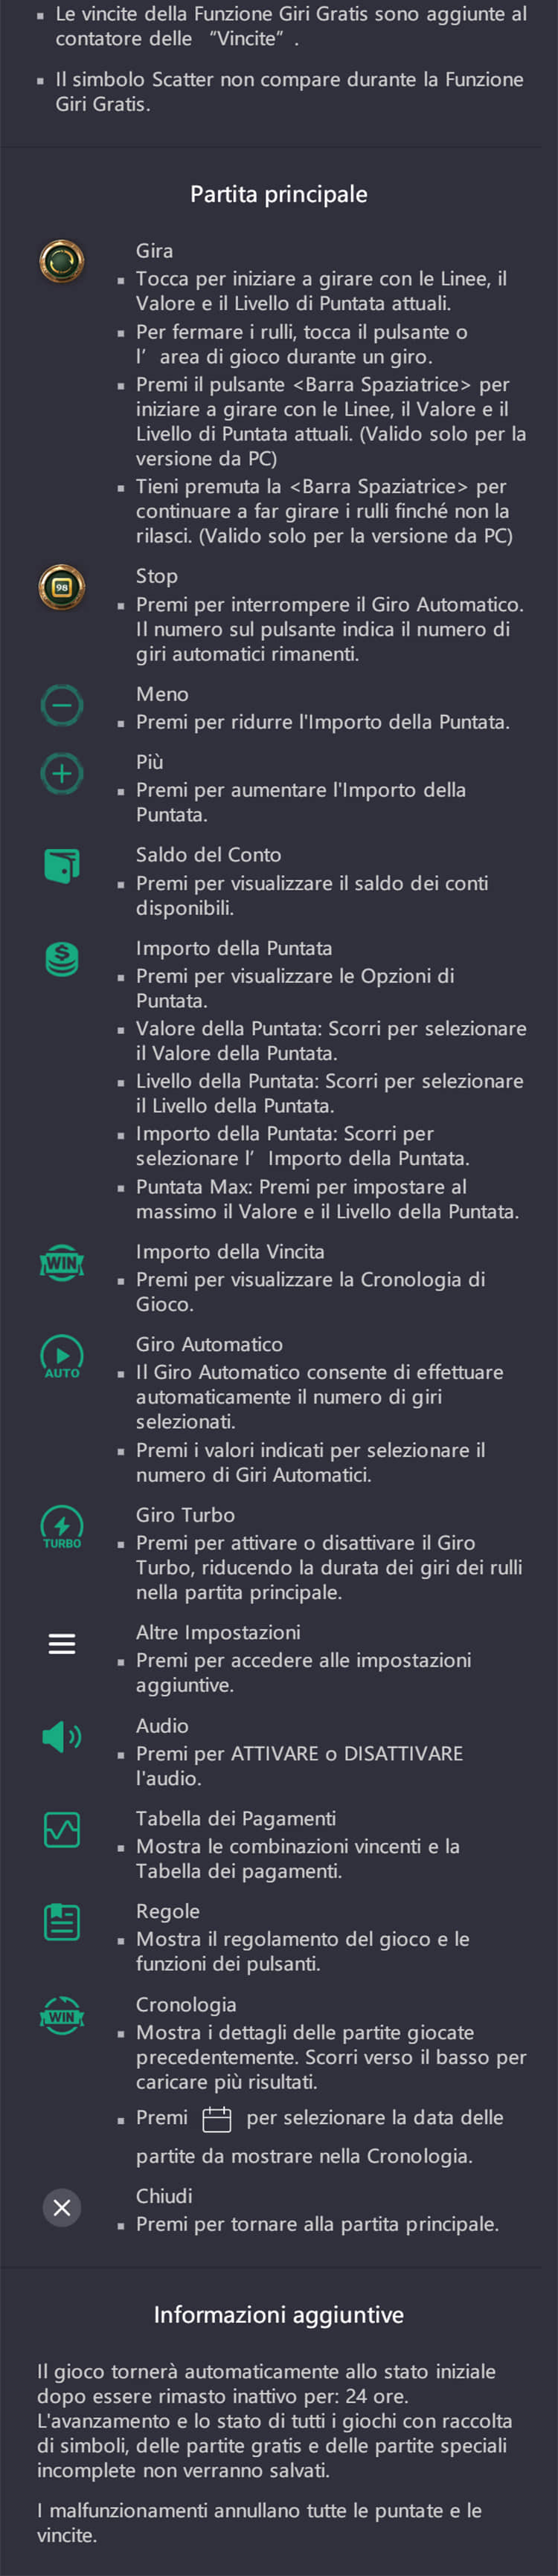 Le vincite della Funzione Giri Gratis sono aggiunte al
contatore delle “Vincite”.
Il simbolo Scatter non compare durante la Funzione
Giri Gratis.
Partita principale
Gira
Tocca per iniziare a girare con le Linee, il
Valore e il Livello di Puntata attuali.
Per fermare i rulli, tocca il pulsante o
l’area di gioco durante un giro.
Premi il pulsante <Barra Spaziatrice> per
iniziare a girare con le Linee, il Valore e il
Livello di Puntata attuali. (Valido solo per la
versione da PC)
Tieni premuta la <Barra Spaziatrice> per
continuare a far girare i rulli finché non la
rilasci. (Valido solo per la versione da PC)
98
Stop
Premi per interrompere il Giro Automatico.
Il numero sul pulsante indica il numero di
giri automatici rimanenti.
Meno
Premi per ridurre l'Importo della Puntata.
Più
Premi per aumentare l'Importo della
Puntata.
Saldo del Conto
Premi per visualizzare il saldo dei conti
disponibili.
Importo della Puntata
Premi per visualizzare le Opzioni di
Puntata.
Valore della Puntata: Scorri per selezionare
il Valore della Puntata.
Livello della Puntata: Scorri per selezionare
il Livello della Puntata.
Importo della Puntata: Scorri per
selezionare l’Importo della Puntata.
Puntata Max: Premi per impostare al
massimo il Valore e il Livello della Puntata.
WIN
Importo della Vincita
Premi per visualizzare la Cronologia di
Gioco.
AUTO
Giro Automatico
Il Giro Automatico consente di effettuare
automaticamente il numero di giri
selezionati.
Premi i valori indicati per selezionare il
numero di Giri Automatici.
TURBO
Giro Turbo
Premi per attivare o disattivare il Giro
Turbo, riducendo la durata dei giri dei rulli
nella partita principale.
Altre Impostazioni
Premi per accedere alle impostazioni
aggiuntive.
Audio
Premi per ATTIVARE o DISATTIVARE
l'audio.
Tabella dei Pagamenti
Mostra le combinazioni vincenti e la
Tabella dei pagamenti.
Regole
Mostra il regolamento del gioco e le
funzioni dei pulsanti.
WIN
Cronologia
Mostra i dettagli delle partite giocate
precedentemente. Scorri verso il basso per
caricare più risultati.
Premi per selezionare la data delle
partite da mostrare nella Cronologia.
Chiudi
Premi per tornare alla partita principale.
Informazioni aggiuntive
Il gioco tornerà automaticamente allo stato iniziale
dopo essere rimasto inattivo per: 24 ore.
L'avanzamento e lo stato di tutti i giochi con raccolta
di simboli, delle partite gratis e delle partite speciali
incomplete non verranno salvati.
I malfunzionamenti annullano tutte le puntate e le
vincite.